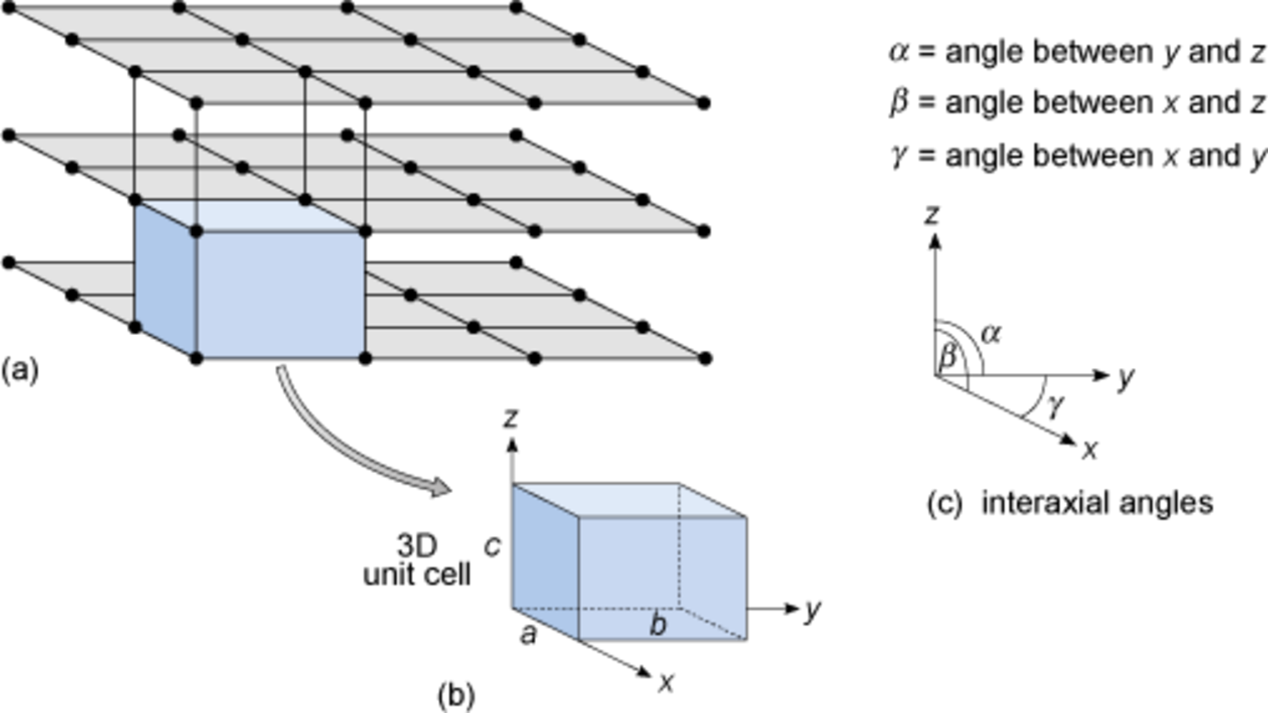 α = angle between y and z
β = angle between x and z
γ = angle between x and y
z
α
β
y
γ
x
(c) interaxial angles
(a)
z
3D
unit cell
c
a
b
y
x
(b)